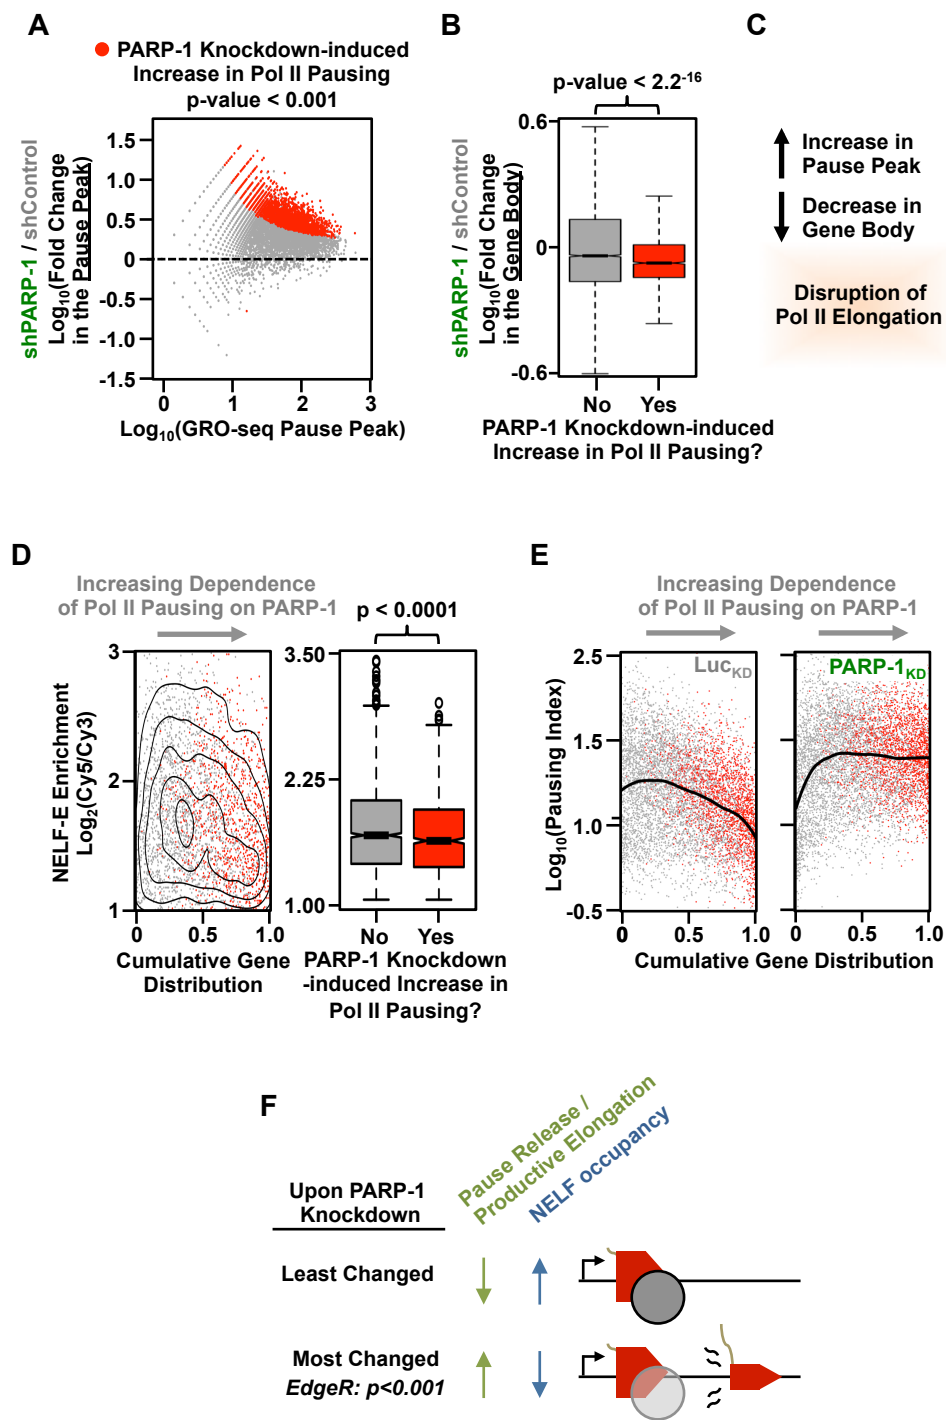 A
PARP-1 Knockdown-induced
Increase in Pol II Pausing
p-value < 0.001
shPARP-1 / shControl
Log10(Fold Change
in the Pause Peak)
1.5
1.0
0.5
0
-0.5
-1.0
-1.5
0 1 2 3
Log10(GRO-seq Pause Peak)
B
p-value < 2.2-16
shPARP-1 / shControl
Log10(Fold Change
in the Gene Body)
0.6
0
-0.6
No Yes
PARP-1 Knockdown-induced
Increase in Pol II Pausing?
C
Increase in
Pause Peak
Decrease in
Gene Body
Disruption of
Pol II Elongation
D
Increasing Dependence
of Pol II Pausing on PARP-1
NELF-E Enrichment
Log2(Cy5/Cy3)
3
2
1
0 0.5 1.0
Cumulative Gene
Distribution
p < 0.0001
3.50
2.25
1.00
No Yes
PARP-1 Knockdown
-induced Increase in
Pol II Pausing?
E
Increasing Dependence
of Pol II Pausing on PARP-1
Log10(Pausing Index)
2.5
1.5
1.0
-0.5
LucKD
PARP-1KD
0 0.5 1.0
0 0.5 1.0
Cumulative Gene Distribution
F
Upon PARP-1
Knockdown
Pause Release /
Productive Elongation
NELF occupancy
Least Changed
Most Changed
EdgeR: p<0.001